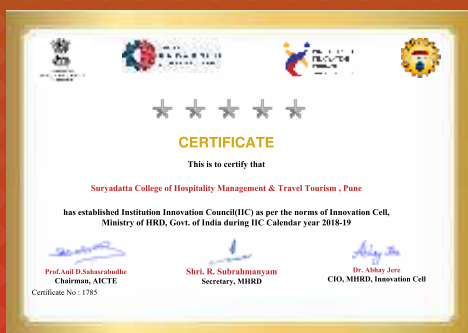 CERTIFICATE
This is to certify that
Suryadatta College of Hospitality Management & Travel Tourism , Pune
has established Institution Innovation Council(IIC) as per the norms of Innovation Cell,
Ministry of HRD, Govt. of India during IIC Calendar year 2018-19
Prof.Anil D.Sahasrabudhe
Chairman, AICTE
Shri. R. Subrahmanyam
Secretary, MHRD
Dr. Abhay Jere
CIO, MHRD, Innovation Cell
Certificate No : 1785